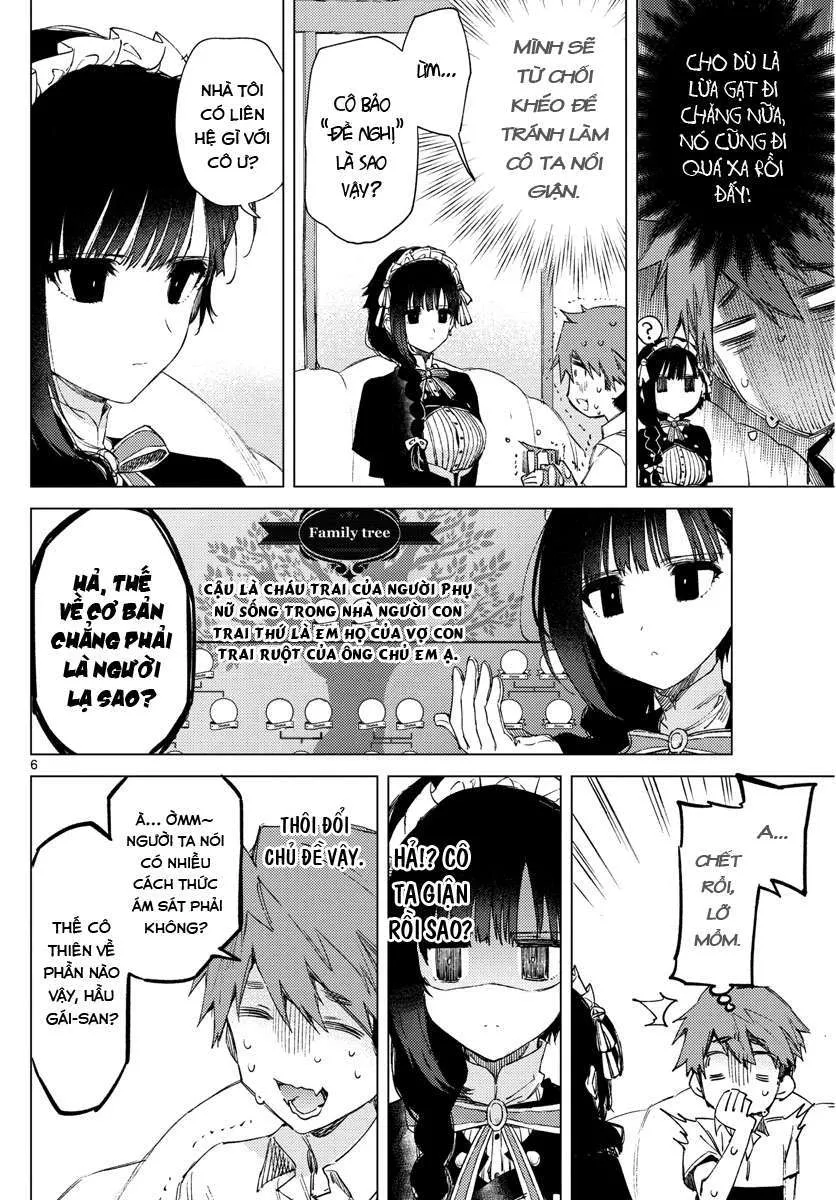 CHO DÙ LÀ
LỪA GẠT ĐI
CHẲNG NỮA,
NÓ CŨNG ĐI
QUÁ XA RỒI
ĐẤY!
?
MÌNH SẼ
TỪ CHỐI
KHÉO ĐỂ
TRÁNH LÀM
CÔ TA NỔI
GIẬN.
ỪM...
CÔ BẢO
"ĐỀ NGHỊ"
LÀ SAO
VẬY?
NHÀ TÔI
CÓ LIÊN
HỆ GÌ VỚI
CÔ Ư?
Family tree
CẬU LÀ CHÁU TRAI CỦA NGƯỜI PHỤ
NỮ SỐNG TRONG NHÀ NGƯỜI CON
TRAI THỨ LÀ EM HỌ CỦA VỢ CON
TRAI RUỘT CỦA ÔNG CHỦ EM Ạ.
HẢ, THẾ
VỀ CƠ BẢN
CHẲNG PHẢI
LÀ NGƯỜI
LẠ SAO?
6
A...
CHẾT
RỒI,
LỠ
MỒM.
HẢ!? CÔ
TA GIẬN
RỒI SAO?
THÔI ĐỔI
CHỦ ĐỀ VẬY.
À... ỜMM~
NGƯỜI TA NÓI
CÓ NHIỀU
CÁCH THỨC
ÁM SÁT PHẢI
KHÔNG?
THẾ CÔ
THIÊN VỀ
PHẦN NÀO
VẬY, HẦU
GÁI-SAN?